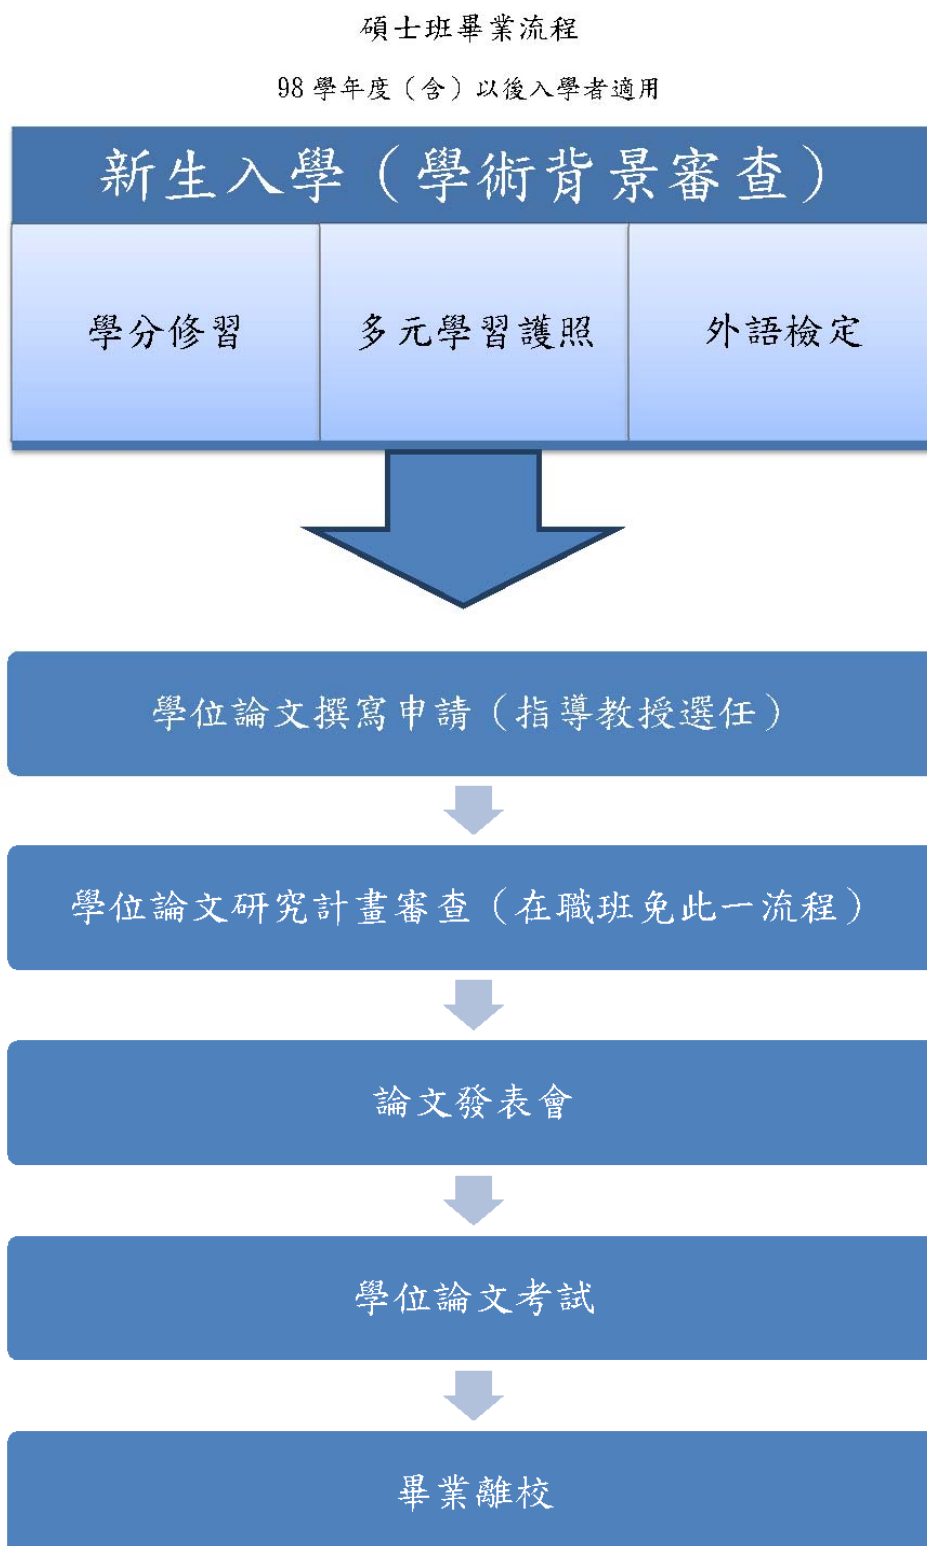 碩士班畢業流程
98 學年度（含）以後入學者適用
新生入學（學術背景審查）
學分修習
多元學習護照
外語檢定
學位論文撰寫申請（指導教授選任）
學位論文研究計畫審查（在職班免此一流程）
論文發表會
學位論文考試
畢業離校